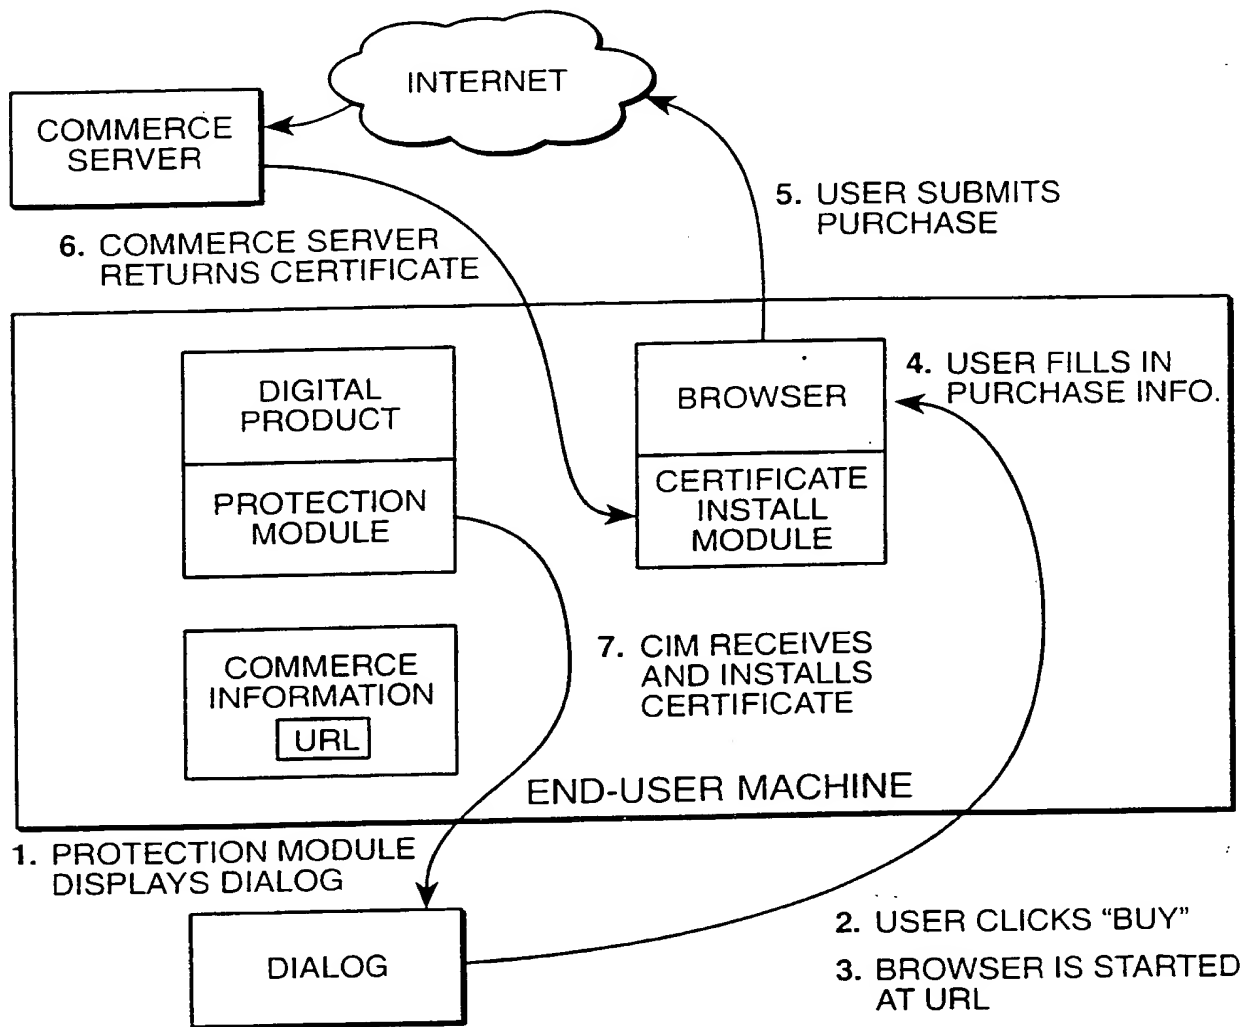 INTERNET
COMMERCE
SERVER
5. USER SUBMITS
PURCHASE
6. COMMERCE SERVER
RETURNS CERTIFICATE
DIGITAL
PRODUCT
PROTECTION
MODULE
BROWSER
CERTIFICATE
INSTALL
MODULE
4. USER FILLS IN
PURCHASE INFO.
COMMERCE
INFORMATION
URL
7. CIM RECEIVES
AND INSTALLS
CERTIFICATE
END-USER MACHINE
1. PROTECTION MODULE
DISPLAYS DIALOG
DIALOG
2. USER CLICKS “BUY”
3. BROWSER IS STARTED
AT URL